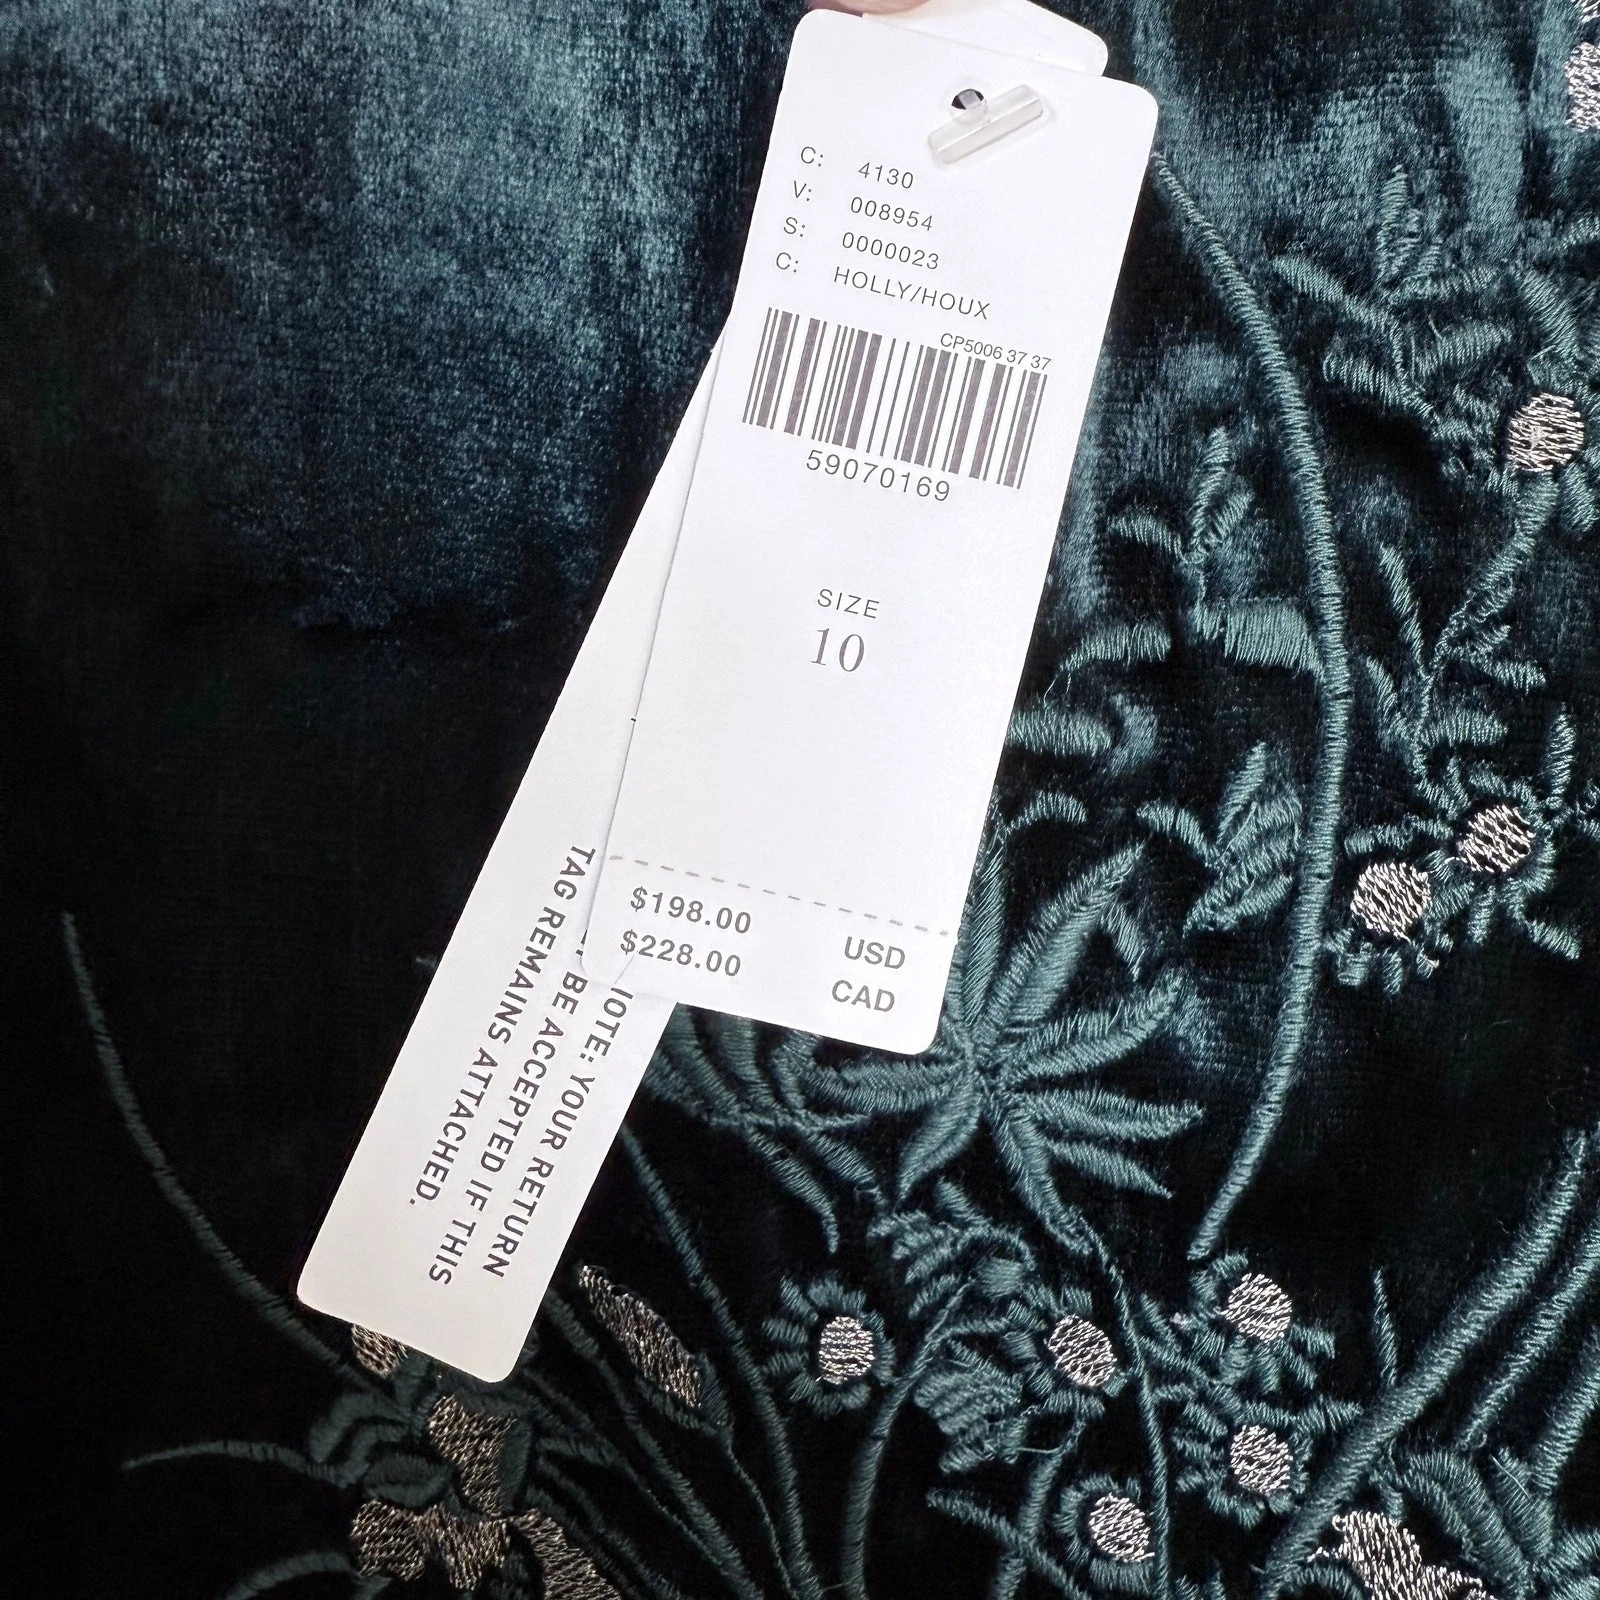 C: 4130
V: 008954
S: 0000023
C: HOLLY/HOUX
CP5006 37 37
59070169
SIZE
10
$198.00 USD
$228.00 CAD
OTE: YOUR RETURN
BE ACCEPTED IF THIS
TAG REMAINS ATTACHED.